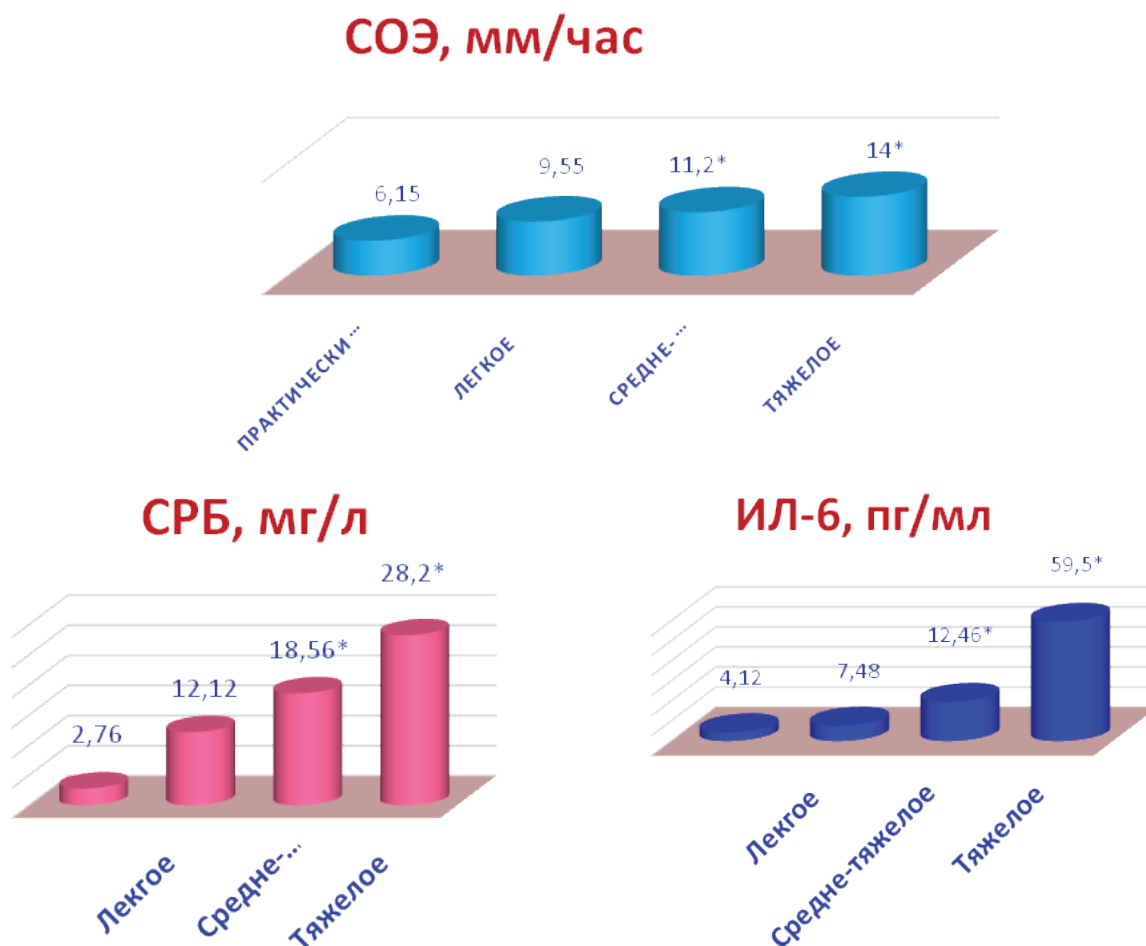 СОЭ, мм/час
6,15
9,55
11,2*
14*
ПРАКТИЧЕСКИ...
ЛЕГКОЕ
СРЕДНЕ-...
ТЯЖЕЛОЕ
СРБ, мг/л
2,76
12,12
18,56*
28,2*
Лекгое
Средне-...
Тяжелое
ИЛ-6, пг/мл
4,12
7,48
12,46*
59,5*
Лекгое
Средне-тяжелое
Тяжелое